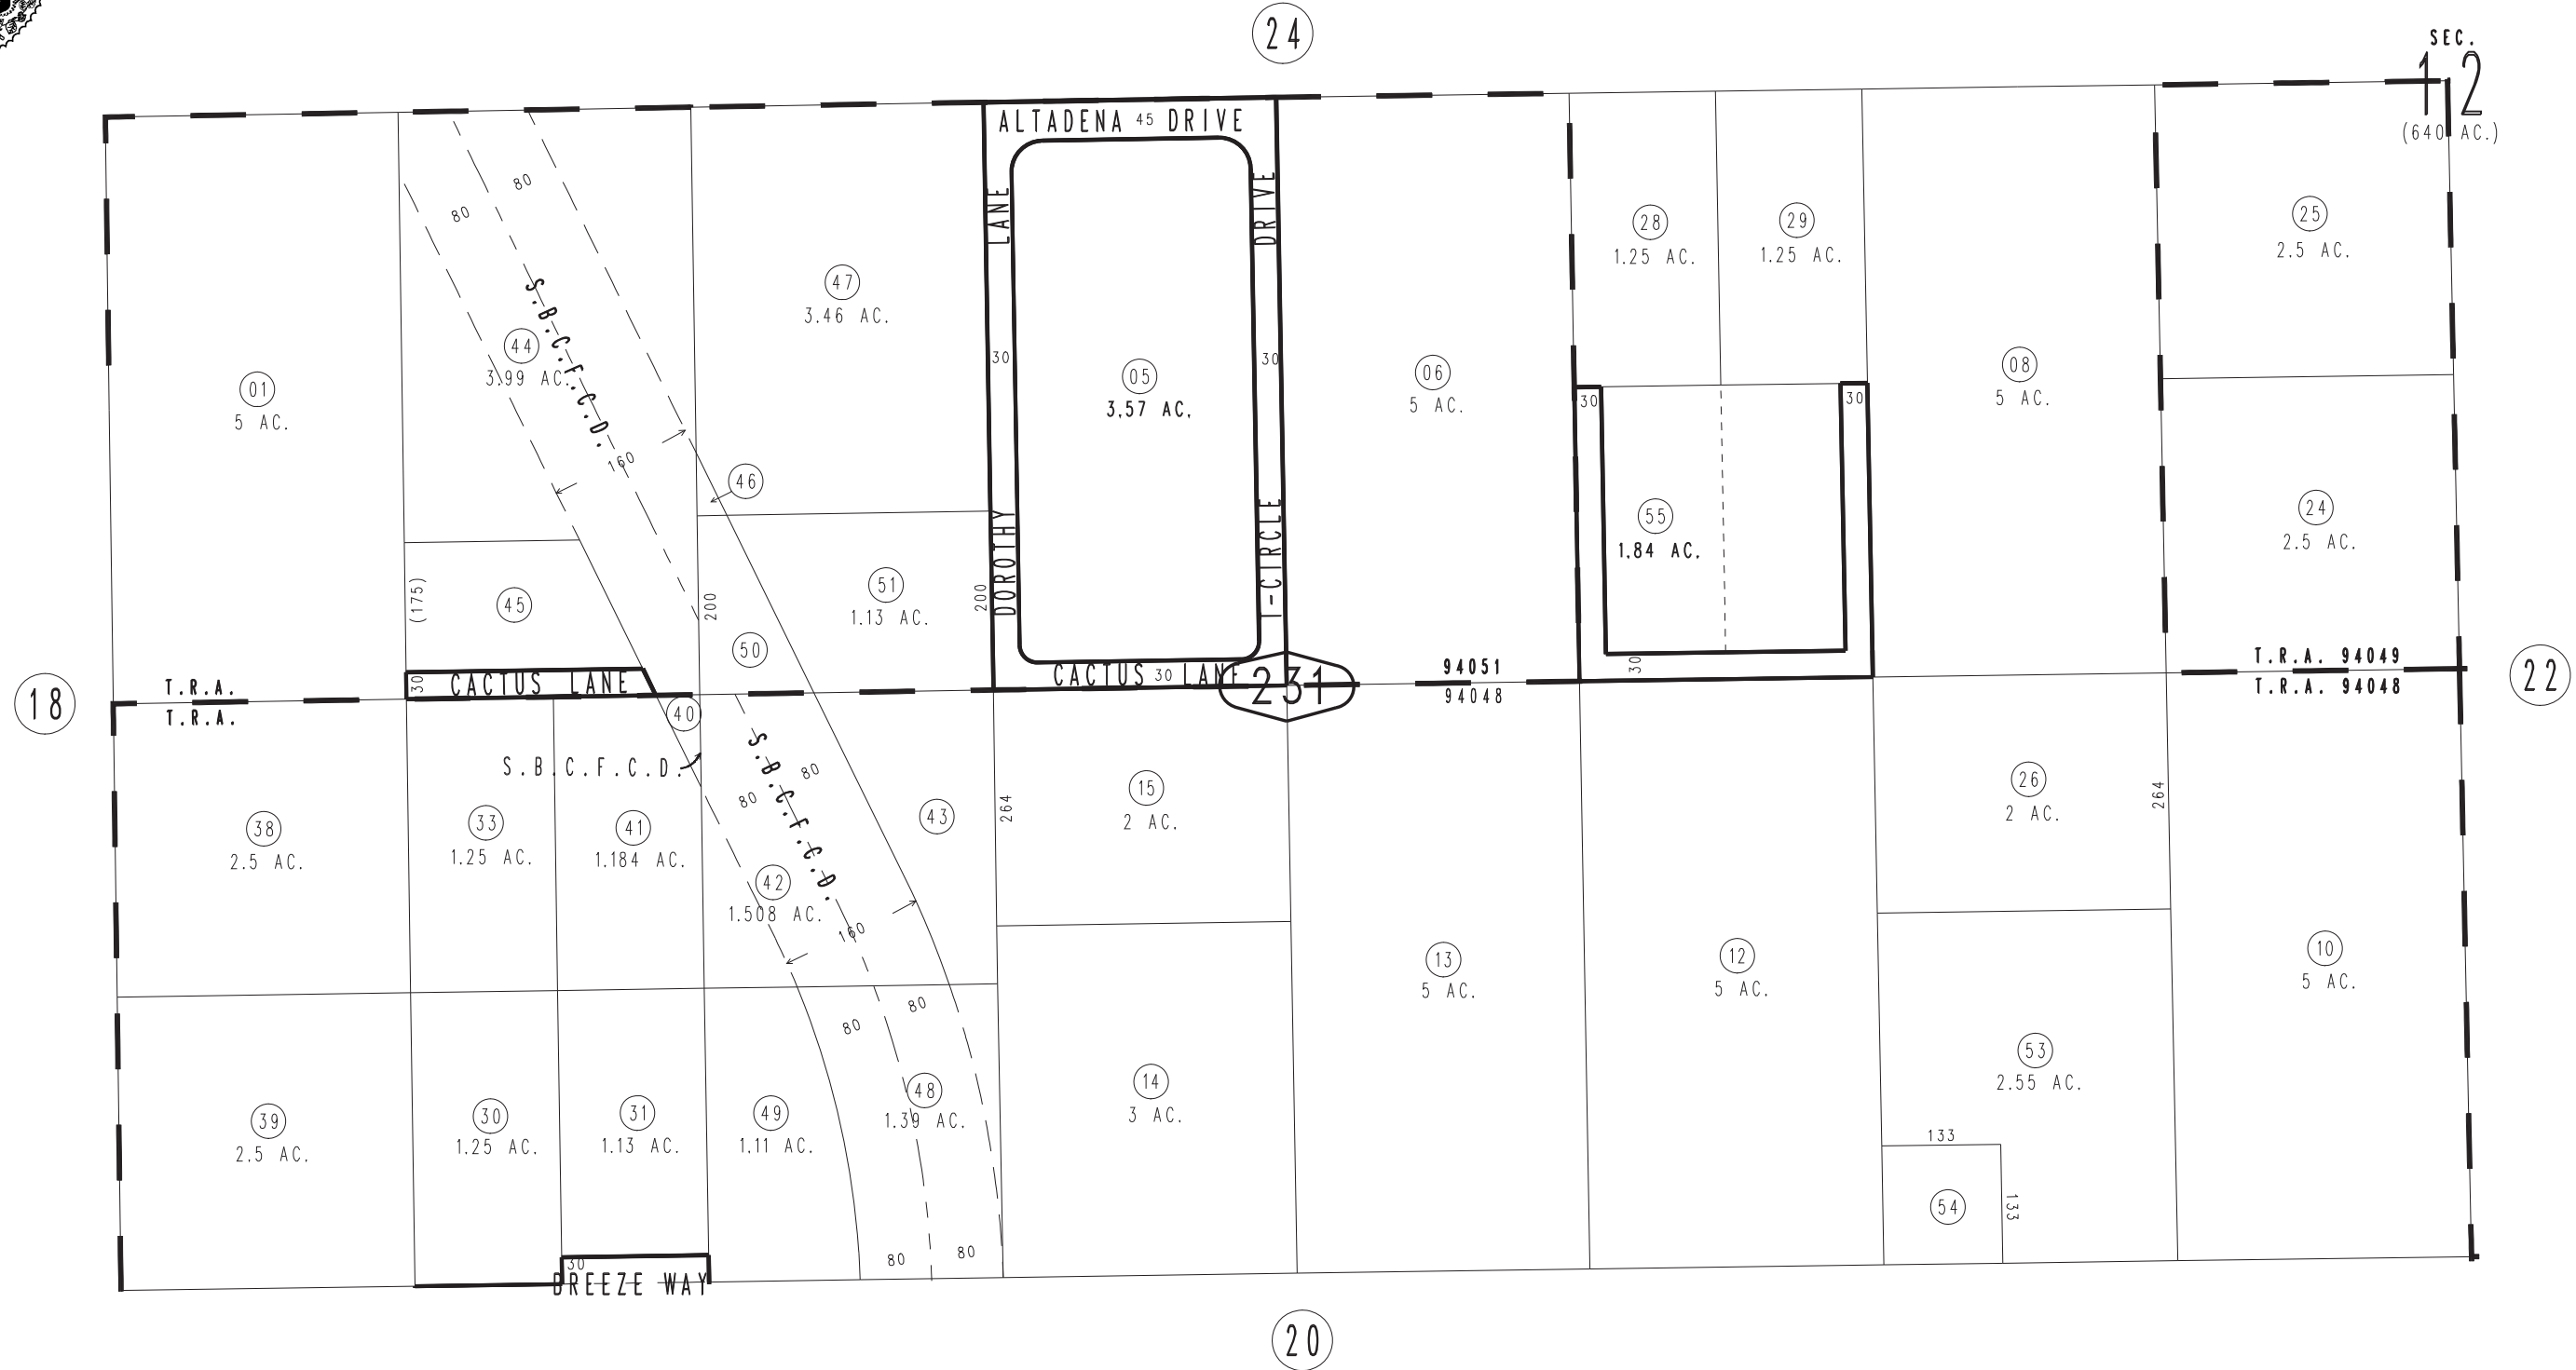 24
SEC.
12
(640 AC.)
ALTADENA 45 DRIVE
LANE
DRIVE
80
80
28
1.25 AC.
29
1.25 AC.
25
2.5 AC.
47
3.46 AC.
S.B.C.F.C.D.
44
3.99 AC.
01
5 AC.
30
30
05
3.57 AC.
06
5 AC.
08
5 AC.
30
30
160
46
55
1.84 AC.
24
2.5 AC.
DOROTHY
T-CIRCLE
(175)
45
200
51
1.13 AC.
200
50
30
CACTUS LANE
CACTUS 30 LANE
231
94051
94048
30
T.R.A. 94049
T.R.A. 94048
18
T.R.A.
T.R.A.
22
40
S.B.C.F.C.D.
S.B.C.F.C.D.
80
80
15
2 AC.
264
26
2 AC.
264
38
2.5 AC.
33
1.25 AC.
41
1.184 AC.
43
42
1.508 AC.
160
13
5 AC.
12
5 AC.
10
5 AC.
80
80
53
2.55 AC.
39
2.5 AC.
30
1.25 AC.
31
1.13 AC.
49
1.11 AC.
48
1.39 AC.
14
3 AC.
133
54
133
80
80
30
BREEZE WAY
20